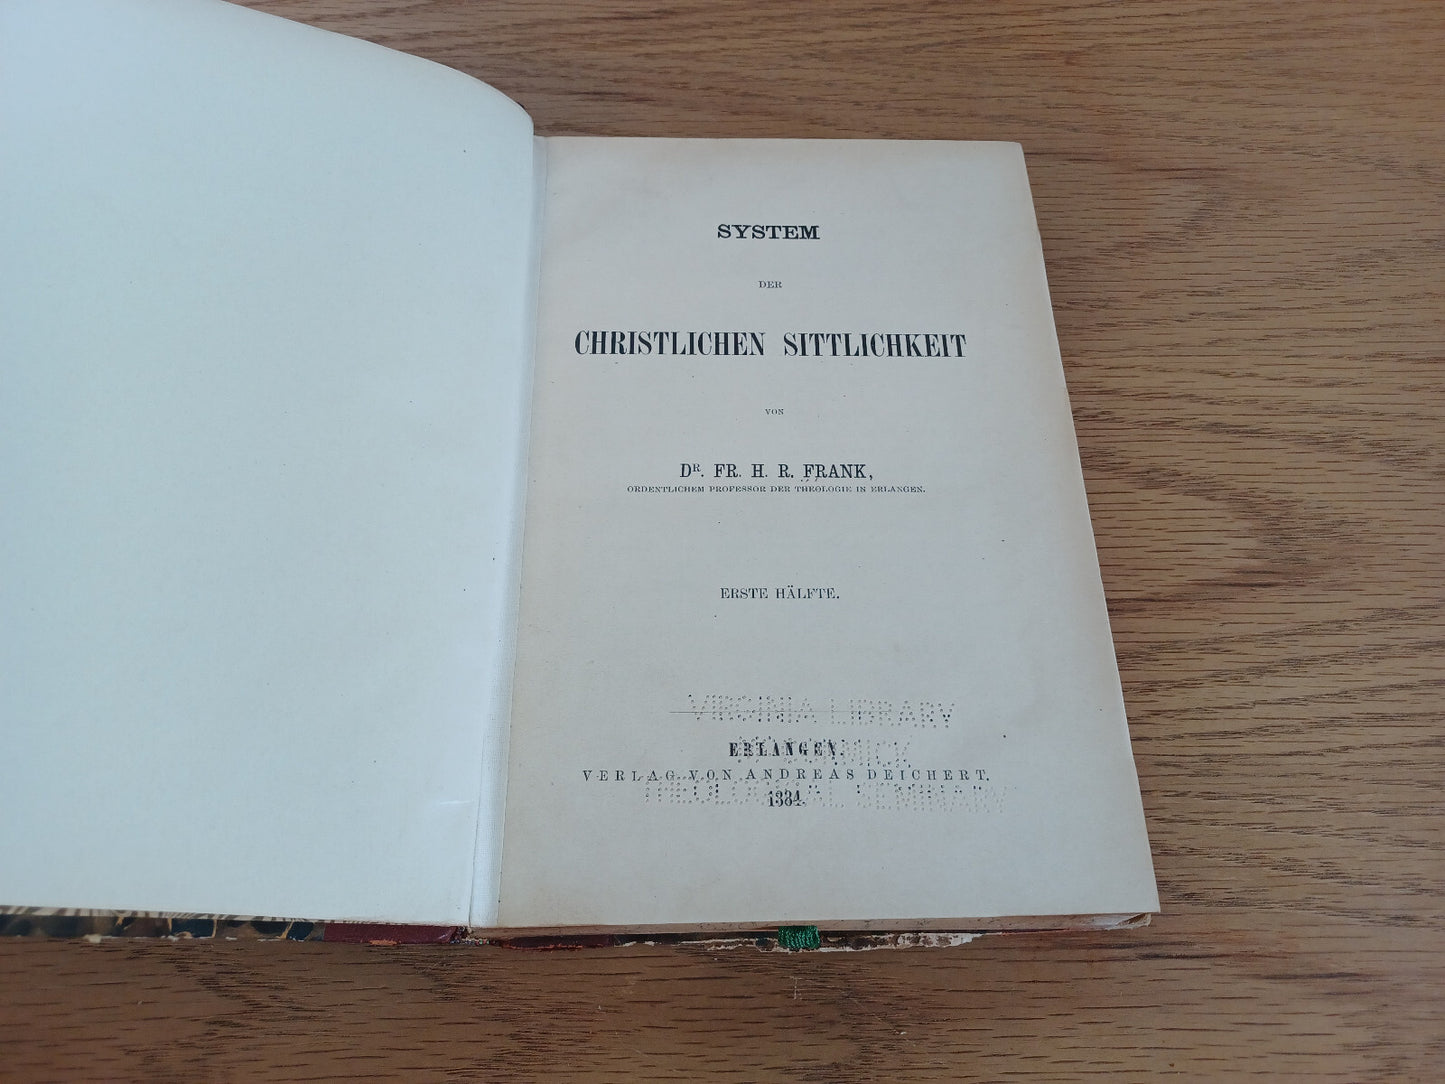 SYSTEM
DER
CHRISTLICHEN SITTLICHKEIT
VON
DR. FR. H. R. FRANK,
ORDENTLICHEM PROFESSOR DER THEOLOGIE IN ERLANGEN.
ERSTE HÄLFTE.
VIRGINIA LIBRARY
ERLANGEN.
McCORMICK
VERLAG VON ANDREAS DEICHERT.
THEOLOGICAL SEMINARY
1884.